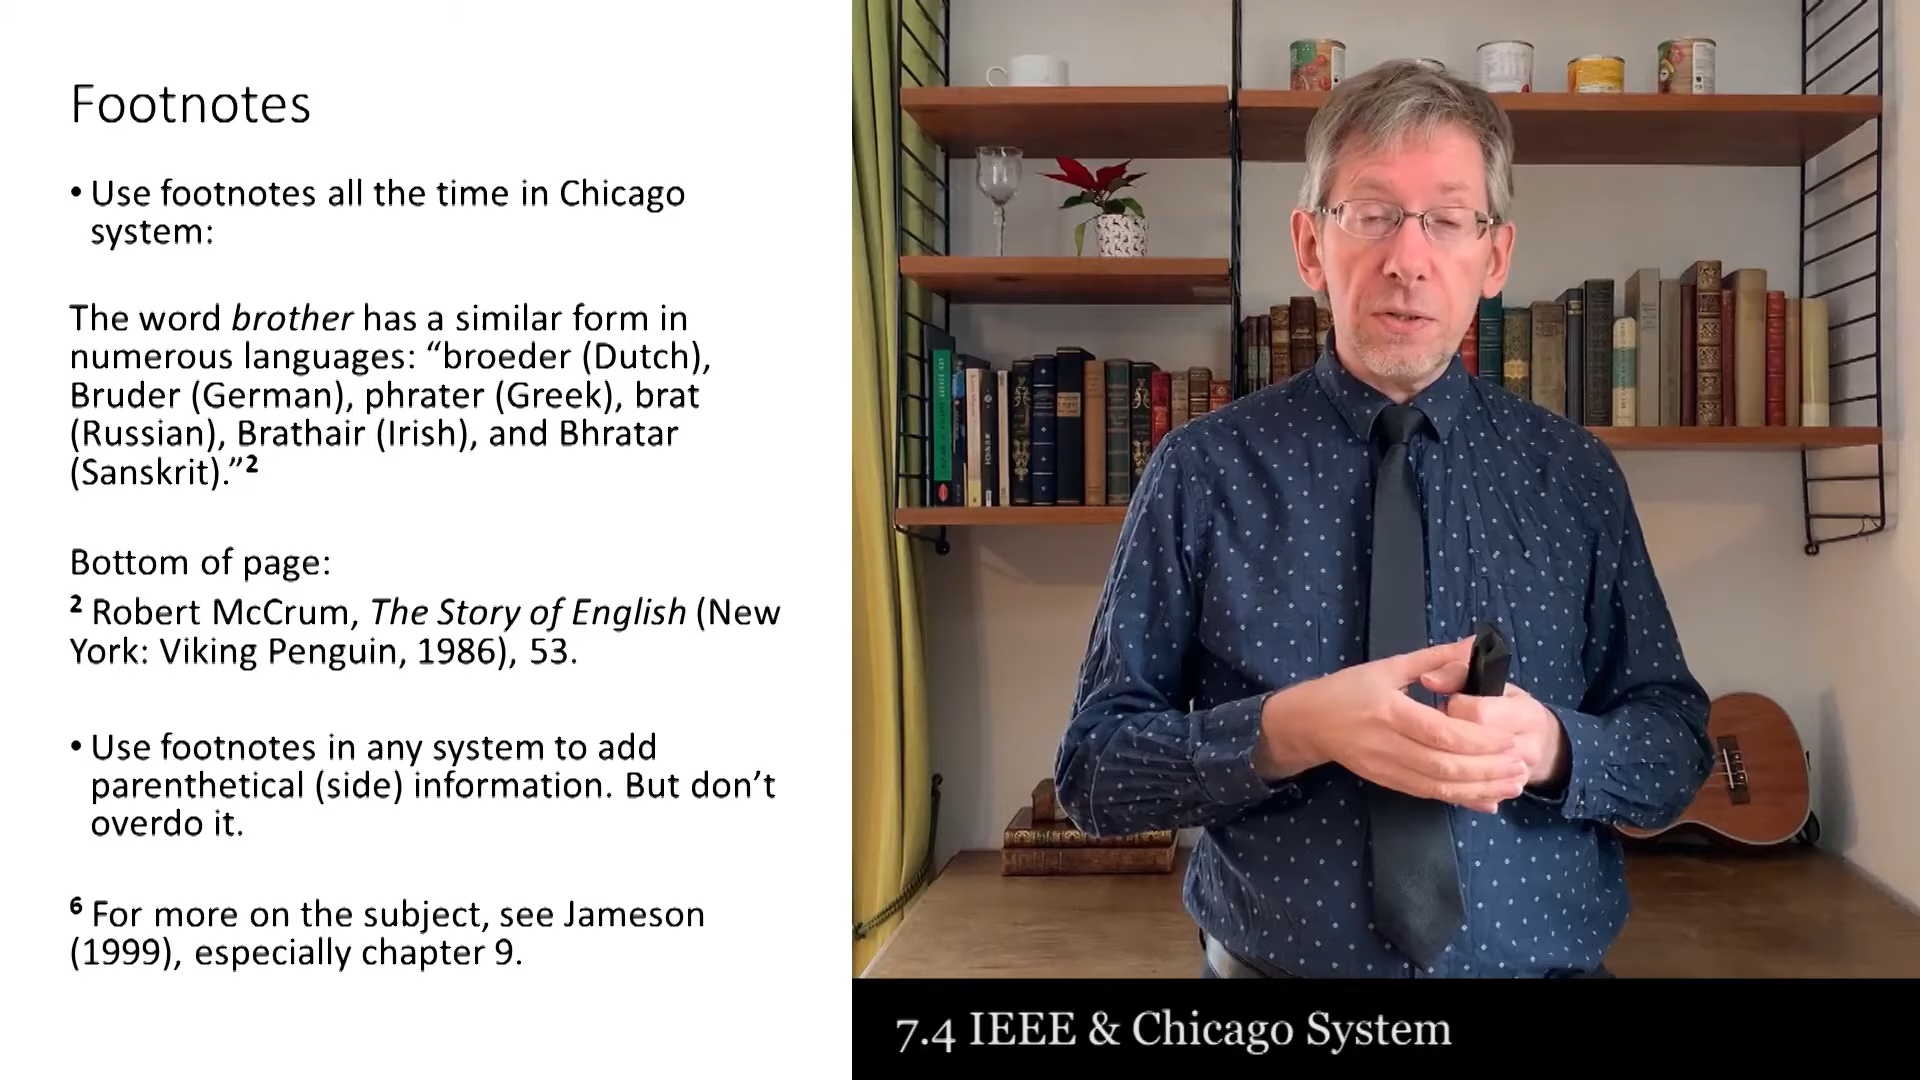 Footnotes
• Use footnotes all the time in Chicago
system:
The word brother has a similar form in
numerous languages: “broeder (Dutch),
Bruder (German), phrater (Greek), brat
(Russian), Brathair (Irish), and Bhratar
(Sanskrit).”2
Bottom of page:
2 Robert McCrum, The Story of English (New
York: Viking Penguin, 1986), 53.
• Use footnotes in any system to add
parenthetical (side) information. But don’t
overdo it.
6 For more on the subject, see Jameson
(1999), especially chapter 9.
7.4 IEEE & Chicago System